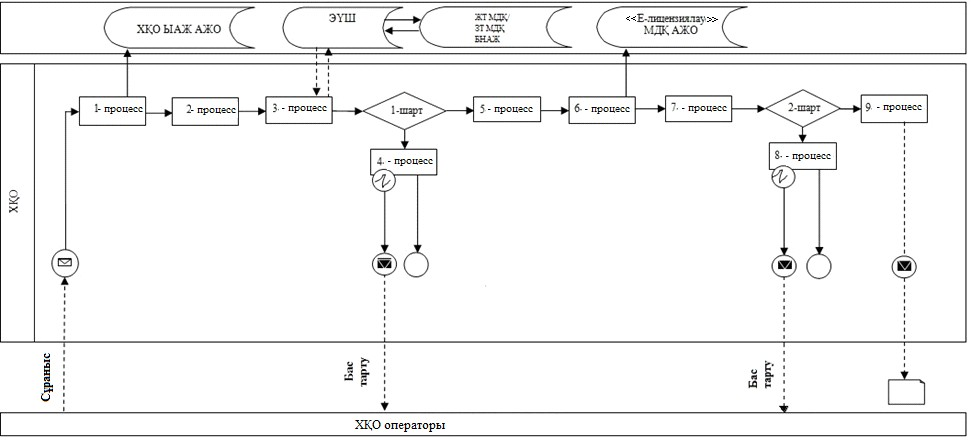 ХҚО ЫАЖ АЖО
ЭҮШ
ЖТ МДҚ/
ЗТ МДҚ
БНАЖ
<<Е-лицензиялау>>
МДҚ АЖО
ХҚО
1- процесс
2- процесс
3. - процесс
1-шарт
5 - процесс
6. - процесс
7. - процесс
2-шарт
9. - процесс
4. - процесс
8. - процесс
Сұраныс
Бас
тарту
Бас
тарту
ХҚО операторы